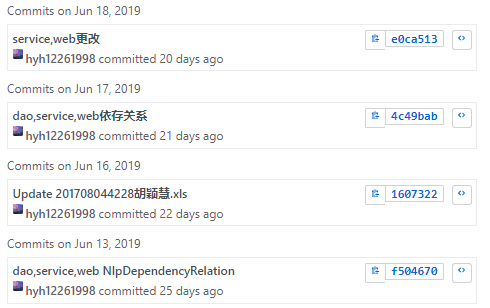 Commits on Jun 18, 2019
service,web更改
e0ca513
hyh12261998 committed 20 days ago
Commits on Jun 17, 2019
dao,service,web依存关系
4c49bab
hyh12261998 committed 21 days ago
Commits on Jun 16, 2019
Update 201708044228胡颖慧.xls
1607322
hyh12261998 committed 22 days ago
Commits on Jun 13, 2019
dao,service,web NlpDependencyRelation
f504670
hyh12261998 committed 25 days ago